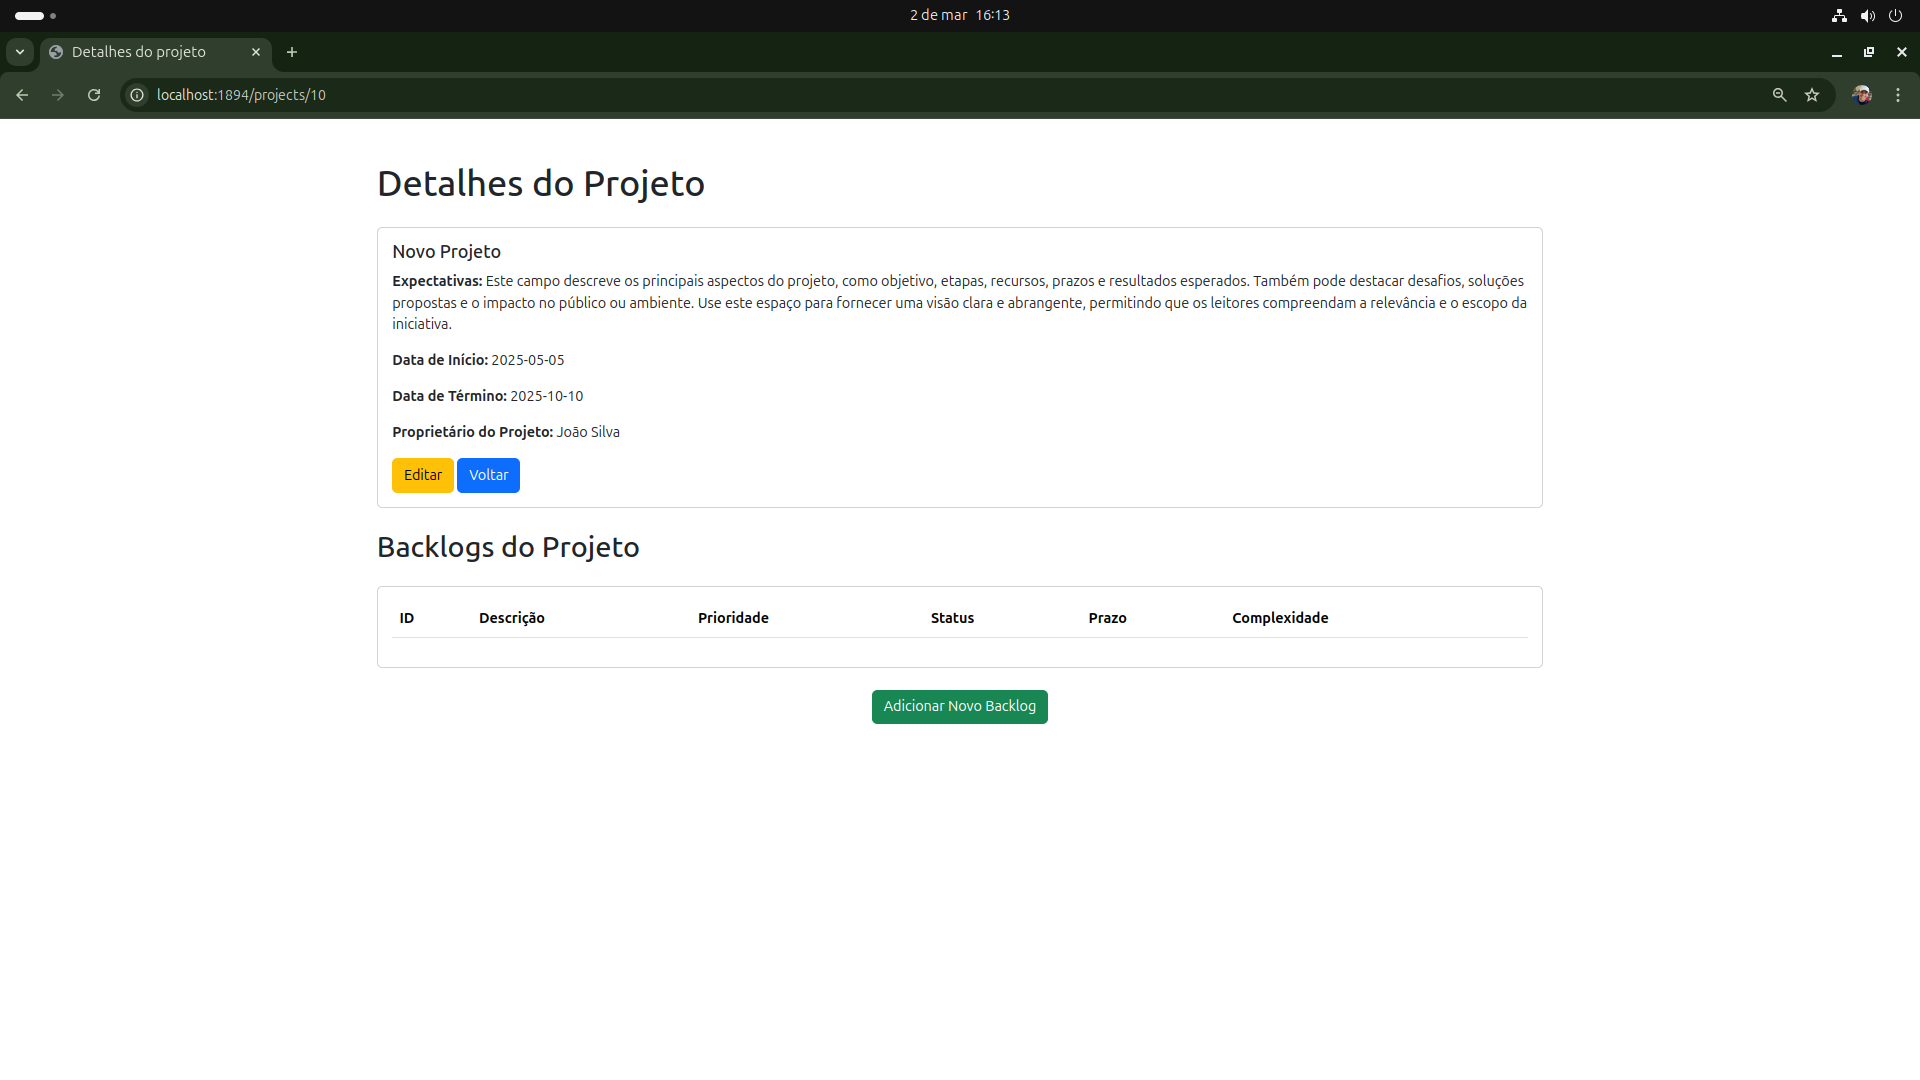 2 de mar 16:13
Detalhes do projeto
localhost:1894/projects/10
Detalhes do Projeto
Novo Projeto
Expectativas: Este campo descreve os principais aspectos do projeto, como objetivo, etapas, recursos, prazos e resultados esperados. Também pode destacar desafios, soluções
propostas e o impacto no público ou ambiente. Use este espaço para fornecer uma visão clara e abrangente, permitindo que os leitores compreendam a relevância e o escopo da
iniciativa.
Data de Início: 2025-05-05
Data de Término: 2025-10-10
Proprietário do Projeto: João Silva
Editar Voltar
Backlogs do Projeto
ID Descrição Prioridade Status Prazo Complexidade
Adicionar Novo Backlog